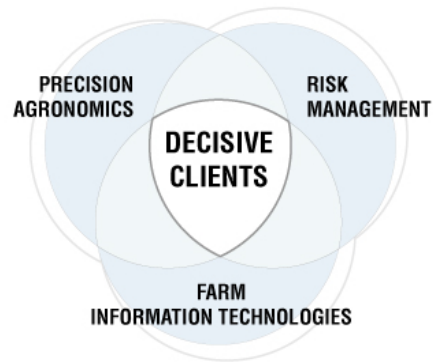 PRECISION
AGRONOMICS
RISK
MANAGEMENT
DECISIVE
CLIENTS
FARM
INFORMATION TECHNOLOGIES